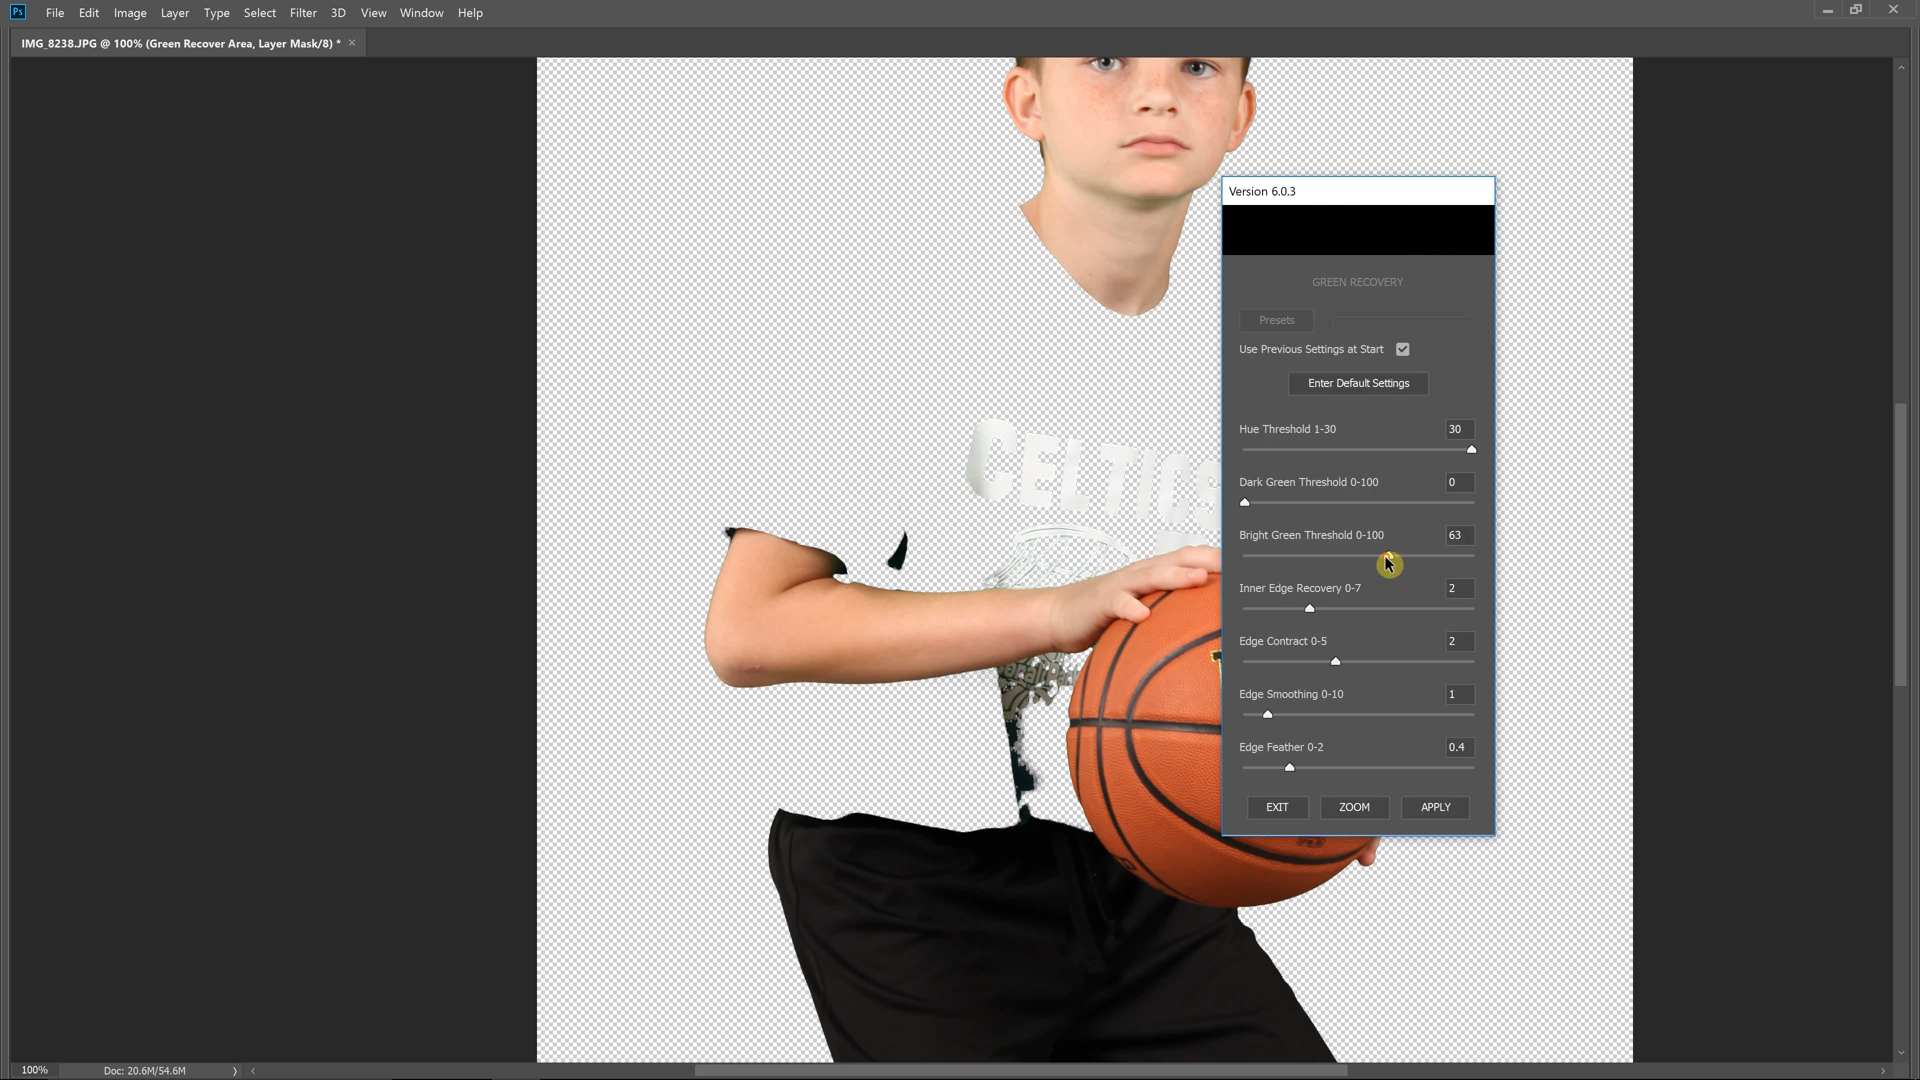 Ps File Edit Image Layer Type Select Filter 3D View Window Help
IMG_8238.JPG @ 100% (Green Recover Area, Layer Mask/8) * ×
Version 6.0.3
GREEN RECOVERY
Presets
Use Previous Settings at Start
Enter Default Settings
Hue Threshold 1-30 30
Dark Green Threshold 0-100 0
Bright Green Threshold 0-100 63
Inner Edge Recovery 0-7 2
Edge Contract 0-5 2
Edge Smoothing 0-10 1
Edge Feather 0-2 0.4
EXIT ZOOM APPLY
CELTICS
100% Doc: 20.6M/54.6M